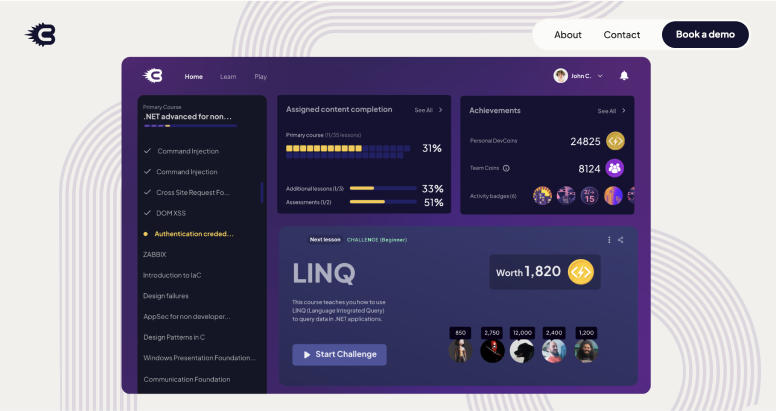 About
Contact
Book a demo
Home
Learn
Play
John C.
Primary Course
.NET advanced for non...
Command Injection
Command Injection
Cross Site Request Fo...
DOM XSS
Authentication creded...
ZABBIX
Introduction to IaC
Design failures
AppSec for non developer...
Design Patterns in C
Windows Presentation Foundation...
Communication Foundation
Assigned content completion
See All >
Primary course (11/35 lessons)
31%
Additional lessons (1/3)
33%
Assessments (1/2)
51%
Achievements
See All >
Personal DevCoins
24825
Team Coins
8124
Activity badges (6)
15
Next lesson
CHALLENGE (Beginner)
LINQ
Worth 1,820
This course teaches you how to use
LINQ (Language Integrated Query)
to query data in .NET applications.
850
2,750
12,000
2,400
1,200
Start Challenge